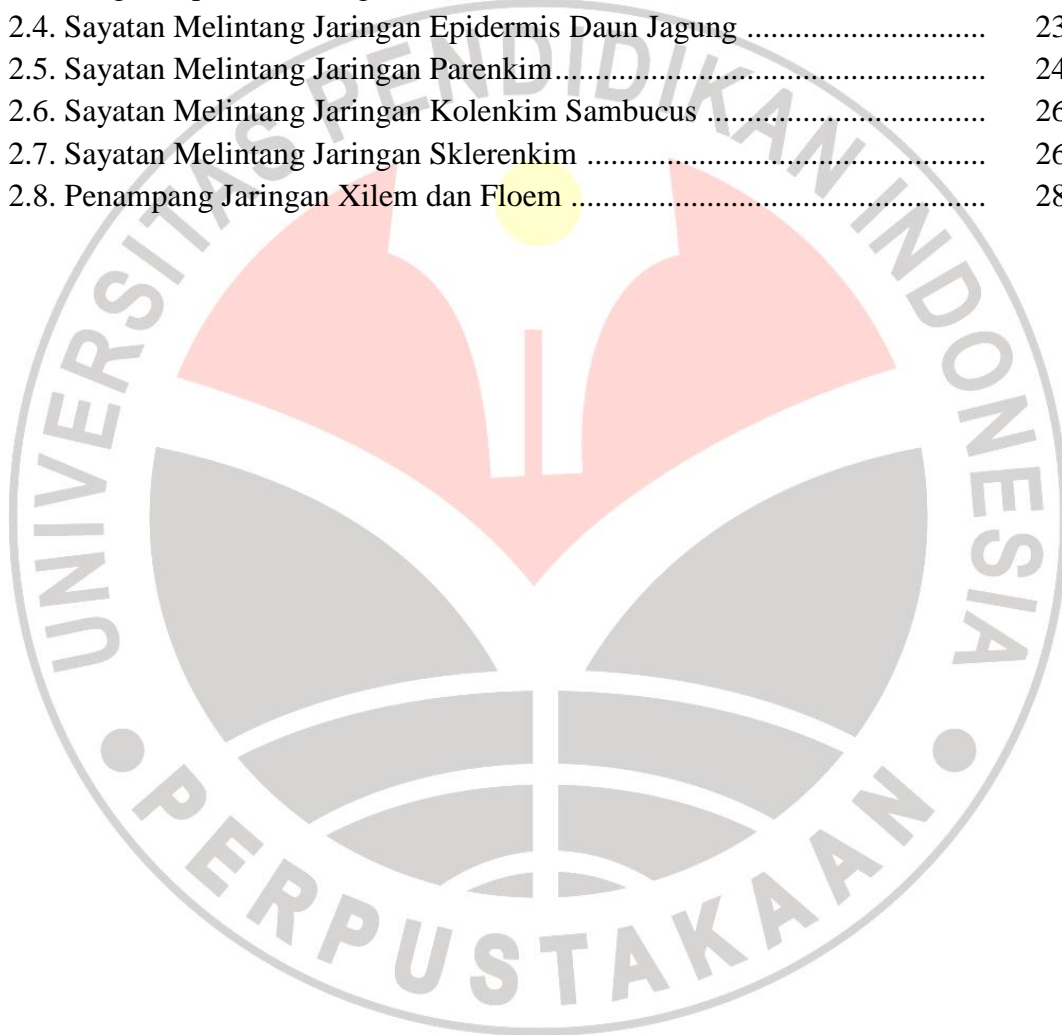 2.4. Sayatan Melintang Jaringan Epidermis Daun Jagung ............................. 23
2.5. Sayatan Melintang Jaringan Parenkim.................................................... 24
2.6. Sayatan Melintang Jaringan Kolenkim Sambucus .................................. 26
2.7. Sayatan Melintang Jaringan Sklerenkim ................................................ 26
2.8. Penampang Jaringan Xilem dan Floem .................................................. 28
UNIVERSITAS PENDIDIKAN INDONESIA
PERPUSTAKAAN